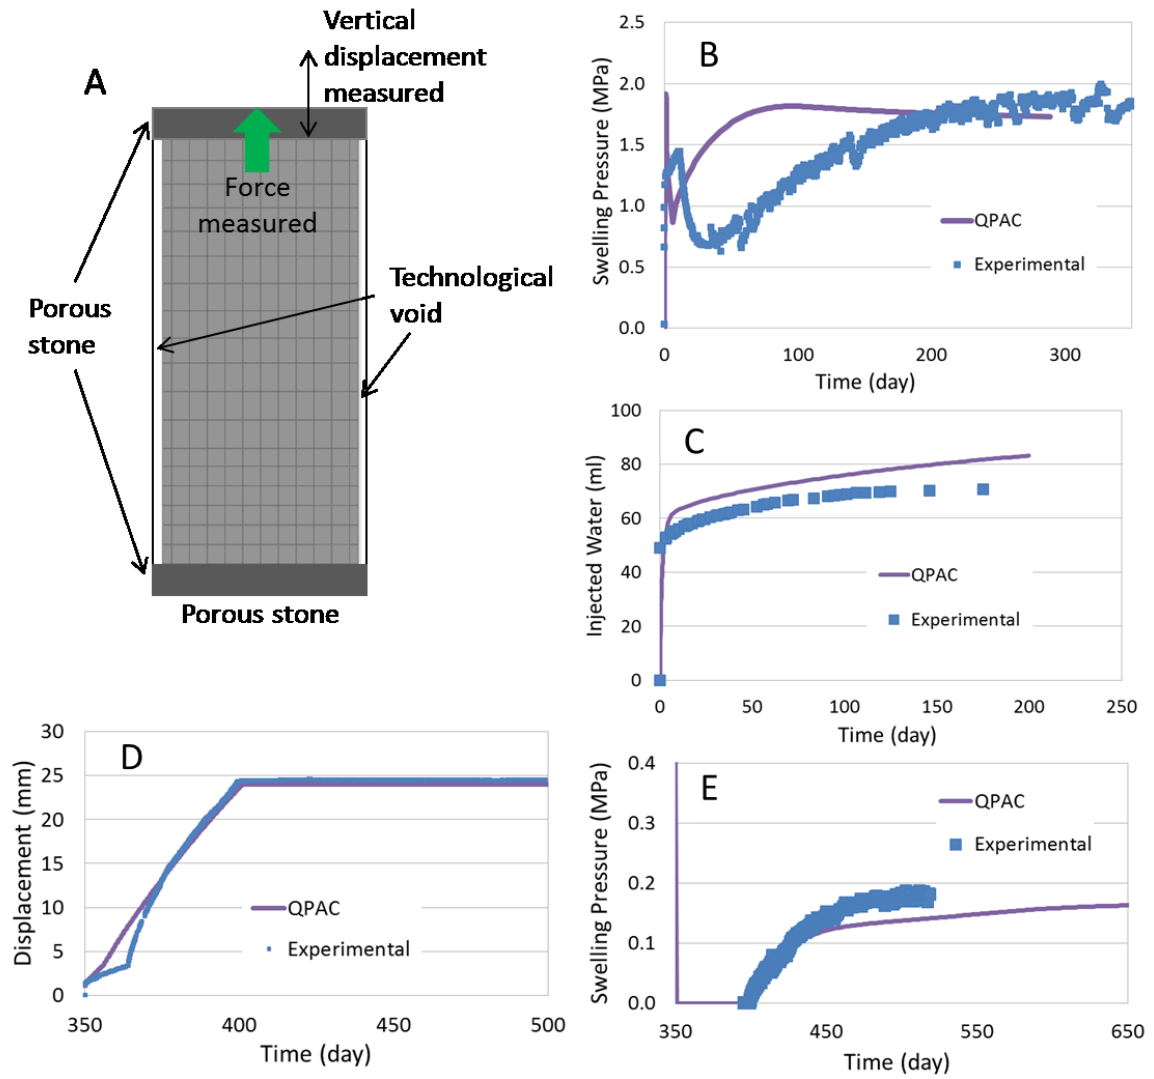 A
Vertical
displacement
measured
Force
measured
Technological
void
Porous
stone
Porous stone
B
Swelling Pressure (MPa)
2.5
2.0
1.5
1.0
0.5
0.0
QPAC
Experimental
0 100 200 300
Time (day)
C
Injected Water (ml)
100
80
60
40
20
0
QPAC
Experimental
0 50 100 150 200 250
Time (day)
D
Displacement (mm)
30
25
20
15
10
5
0
QPAC
Experimental
350 400 450 500
Time (day)
E
Swelling Pressure (MPa)
0.4
0.3
0.2
0.1
0.0
QPAC
Experimental
350 450 550 650
Time (day)